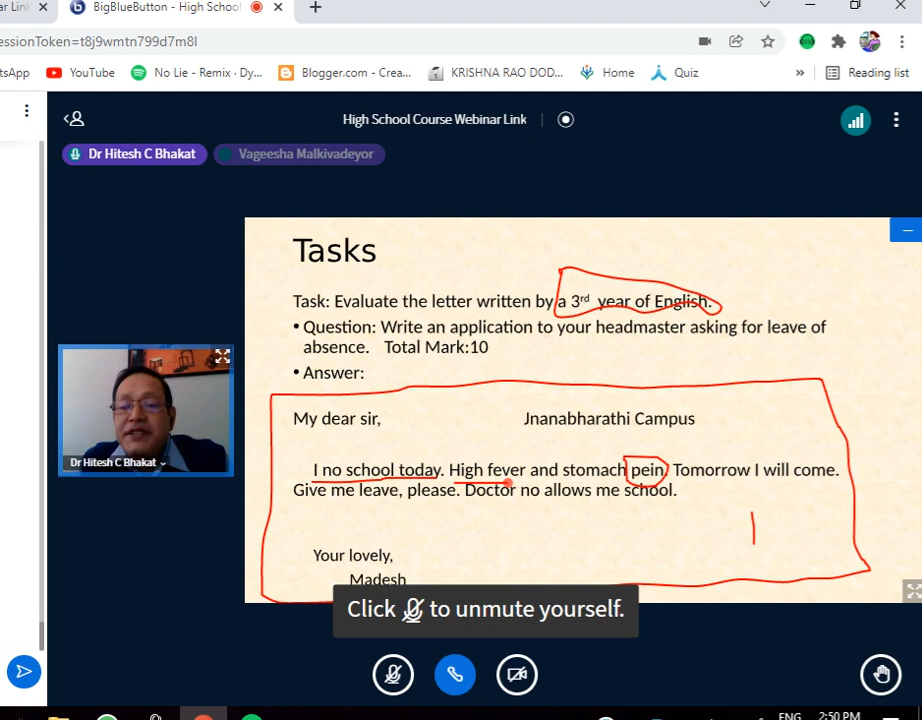 ar Link
BigBlueButton - High School
essionToken=t8j9wmtn799d7m8l
tsApp
YouTube
No Lie - Remix · Dy...
Blogger.com - Crea...
KRISHNA RAO DOD...
Home
Quiz
»
Reading list
High School Course Webinar Link
Dr Hitesh C Bhakat
Vageesha Malkivadeyor
Tasks
Task: Evaluate the letter written by a 3rd year of English.
• Question: Write an application to your headmaster asking for leave of
absence. Total Mark:10
• Answer:
My dear sir, Jnanabharathi Campus
I no school today. High fever and stomach pein. Tomorrow I will come.
Give me leave, please. Doctor no allows me school.
Your lovely,
Madesh
Dr Hitesh C Bhakat
Click to unmute yourself.
ENG
2:50 PM